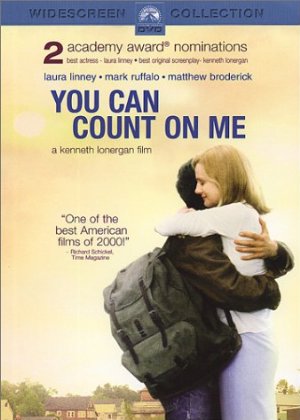 WIDESCREEN COLLECTION
DVD
2 academy award® nominations
best actress - laura linney • best original screenplay- kenneth lonergan
laura linney • mark ruffalo • matthew broderick
YOU CAN
COUNT ON ME
a kenneth lonergan film
"One of the
best American
films of 2000!"
- Richard Schickel,
Time Magazine